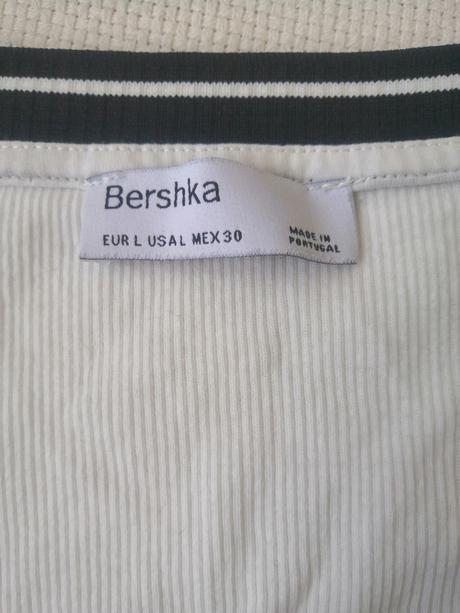 Bershka
EUR L USA L MEX 30
MADE IN
PORTUGAL